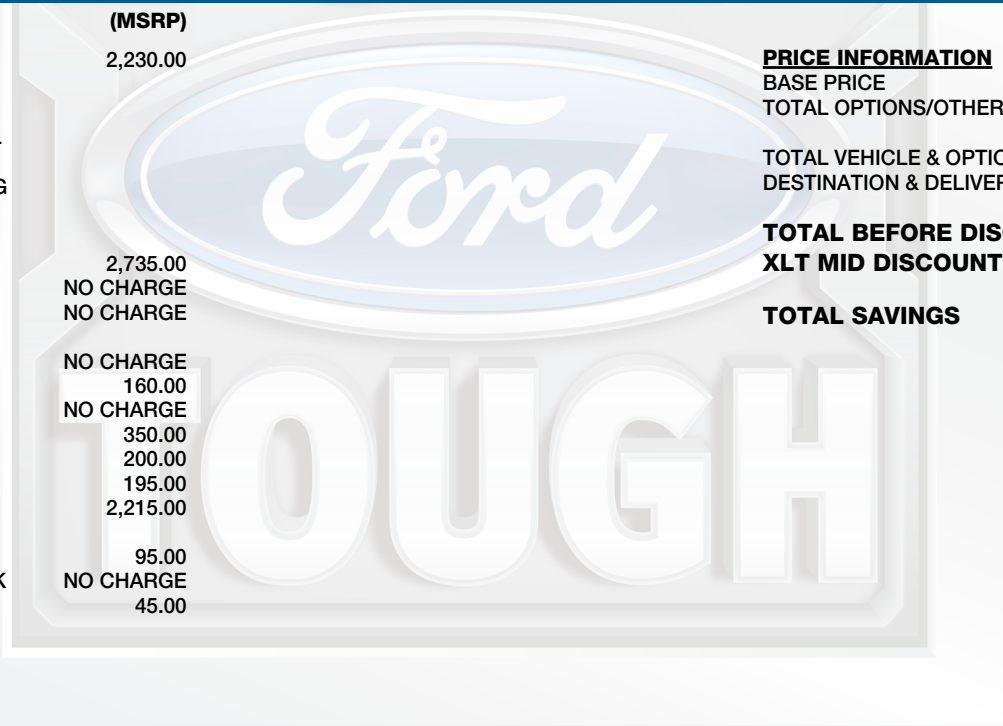 (MSRP)
2,230.00
G
2,735.00
NO CHARGE
NO CHARGE
NO CHARGE
160.00
NO CHARGE
350.00
200.00
195.00
2,215.00
95.00
K NO CHARGE
45.00
PRICE INFORMATION
BASE PRICE
TOTAL OPTIONS/OTHER
TOTAL VEHICLE & OPTIO
DESTINATION & DELIVER
TOTAL BEFORE DIS
XLT MID DISCOUNT
TOTAL SAVINGS
Ford
TOUGH